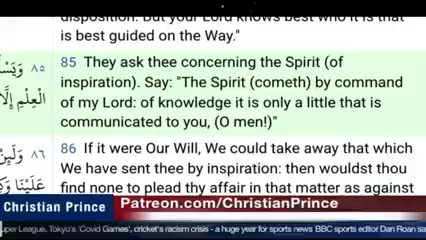 disposition. But your Lord knows best who it is that
is best guided on the Way."
85 They ask thee concerning the Spirit (of
inspiration). Say: "The Spirit (cometh) by command
of my Lord: of knowledge it is only a little that is
communicated to you, (O men!)"
٨٥
86 If it were Our Will, We could take away that which
We have sent thee by inspiration: then wouldst thou
find none to plead thy affair in that matter as against
٨٦
Christian Prince
Patreon.com/ChristianPrince
uper League, Tokyo's 'Covid Games', cricket's racism crisis - a huge year for sports news BBC sports editor Dan Roan